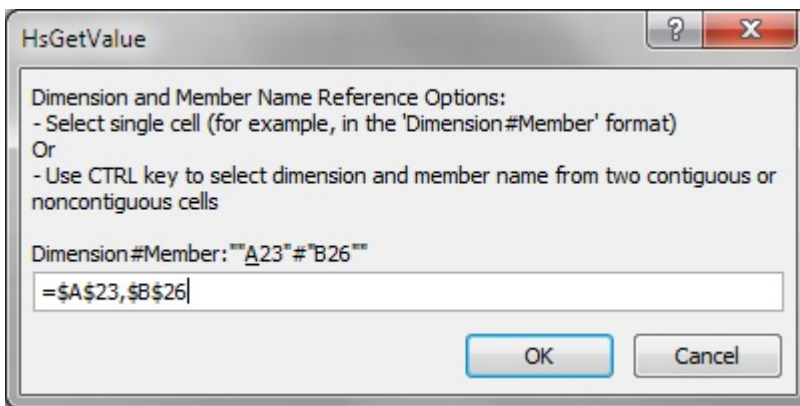 HsGetValue
Dimension and Member Name Reference Options:
- Select single cell (for example, in the 'Dimension#Member' format)
Or
- Use CTRL key to select dimension and member name from two contiguous or
noncontiguous cells
Dimension#Member:""A23"#"B26""
=$A$23,$B$26
OK Cancel